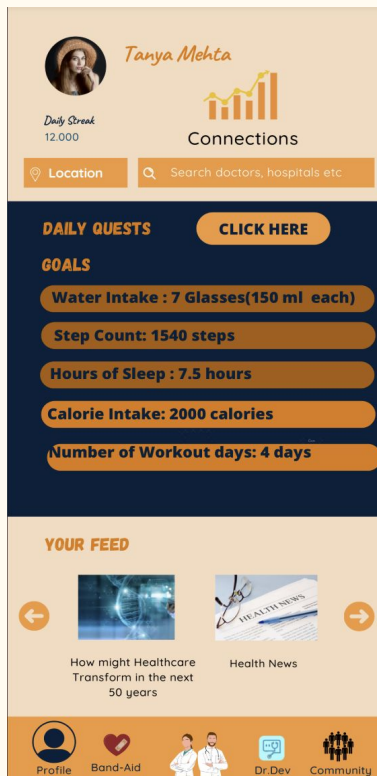 Tanya Mehta
Daily Streak
12.000
Connections
Location
Search doctors, hospitals etc
DAILY QUESTS
CLICK HERE
GOALS
Water Intake : 7 Glasses(150 ml each)
Step Count: 1540 steps
Hours of Sleep : 7.5 hours
Calorie Intake: 2000 calories
Number of Workout days: 4 days
YOUR FEED
HEALTH NEWS
How might Healthcare
Transform in the next
50 years
Health News
Profile
Band-Aid
Dr.Dev
Community